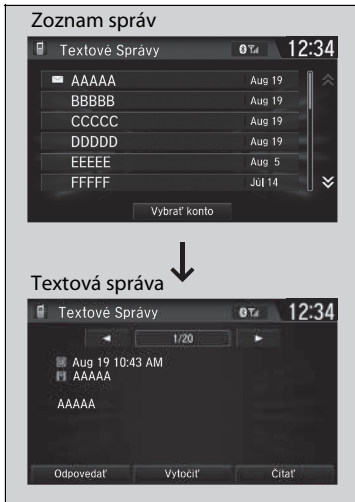 Zoznam správ
Textové Správy 12:34
AAAAA Aug 19
BBBBB Aug 19
CCCCC Aug 19
DDDDD Aug 19
EEEEE Aug 5
FFFFF Júl 14
Vybrať konto
Textová správa
Textové Správy 12:34
1/20
Aug 19 10:43 AM
AAAAA
AAAAA
Odpovedať Vytočiť Čítať